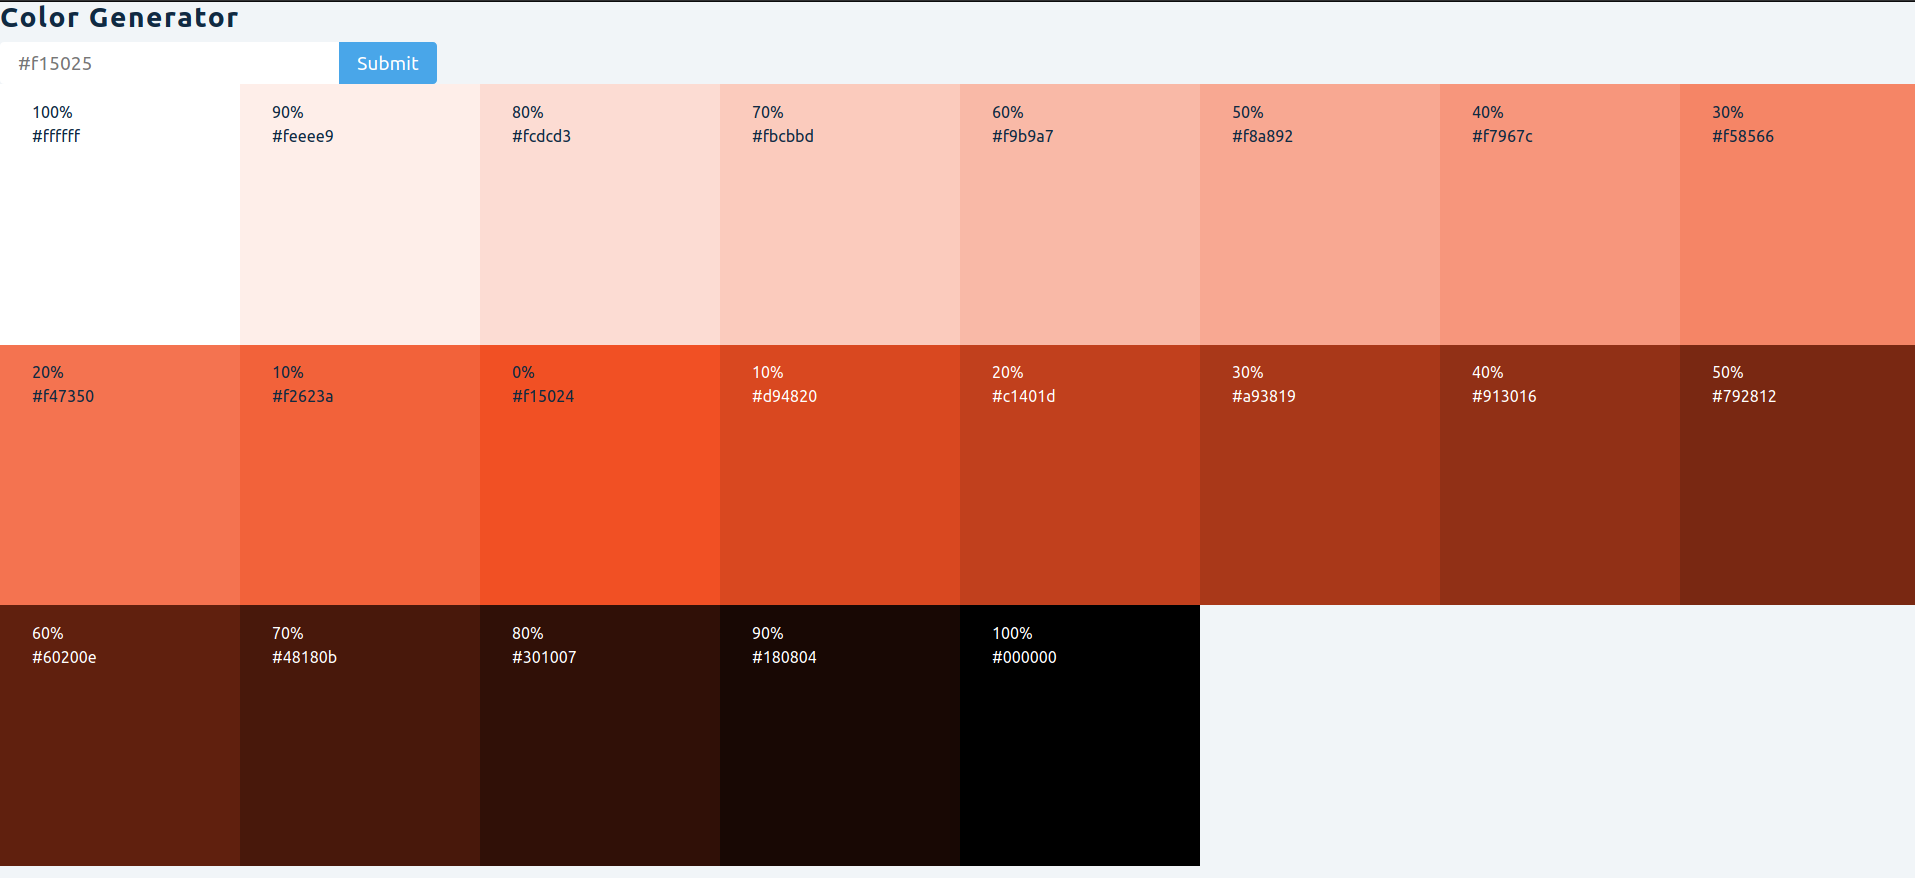 Color Generator
#f15025
Submit
100%
#ffffff
90%
#feeee9
80%
#fcdcd3
70%
#fbcbbd
60%
#f9b9a7
50%
#f8a892
40%
#f7967c
30%
#f58566
20%
#f47350
10%
#f2623a
0%
#f15024
10%
#d94820
20%
#c1401d
30%
#a93819
40%
#913016
50%
#792812
60%
#60200e
70%
#48180b
80%
#301007
90%
#180804
100%
#000000